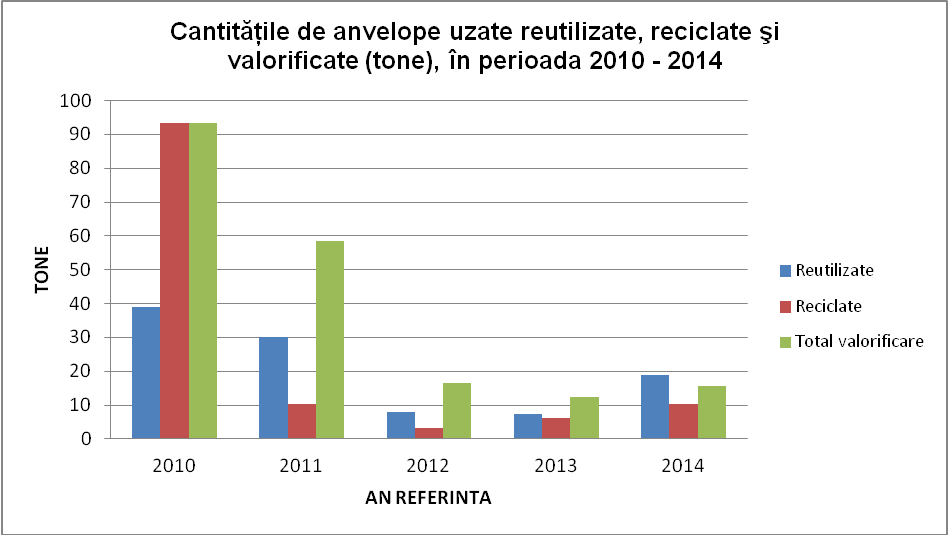 Cantitățile de anvelope uzate reutilizate, reciclate şi
valorificate (tone), în perioada 2010 - 2014
100
90
80
70
60
50
40
30
20
10
0
TONE
2010 2011 2012 2013 2014
AN REFERINTA
Reutilizate
Reciclate
Total valorificare